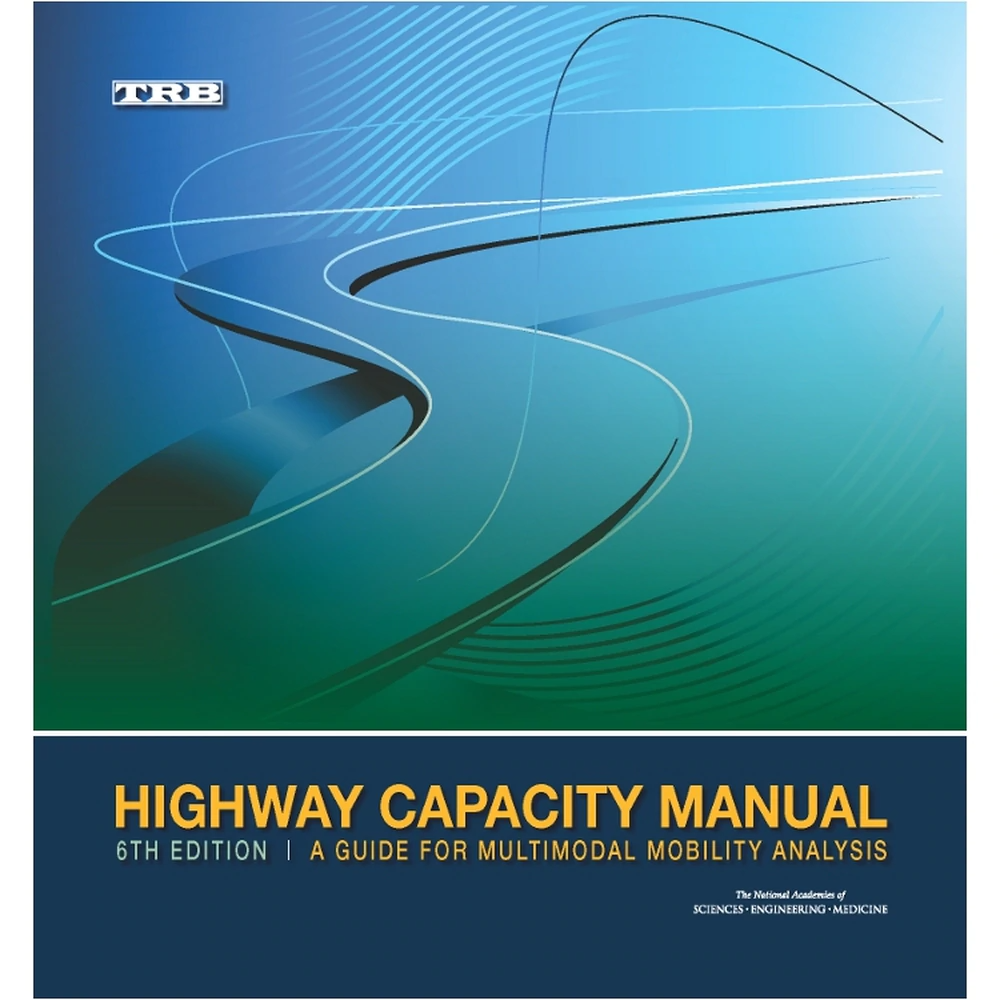 TRB
HIGHWAY CAPACITY MANUAL
6TH EDITION | A GUIDE FOR MULTIMODAL MOBILITY ANALYSIS
The National Academies of
SCIENCES • ENGINEERING • MEDICINE